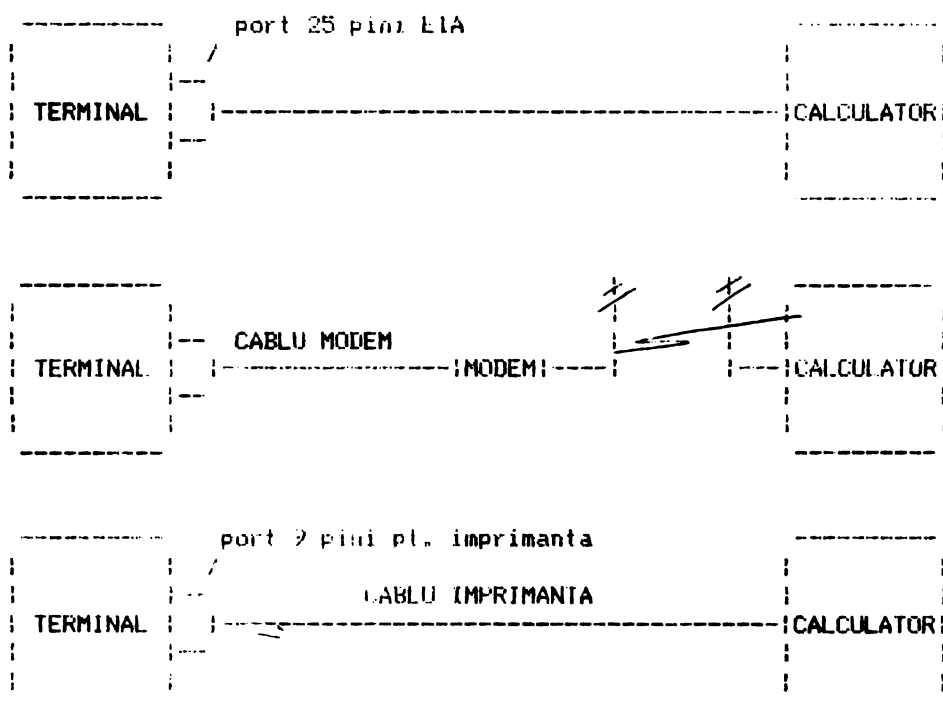 port 25 pini EIA
TERMINAL CALCULATOR
CABLU MODEM
TERMINAL MODEM CALCULATOR
port 9 pini pt. imprimanta
CABLU IMPRIMANTA
TERMINAL CALCULATOR